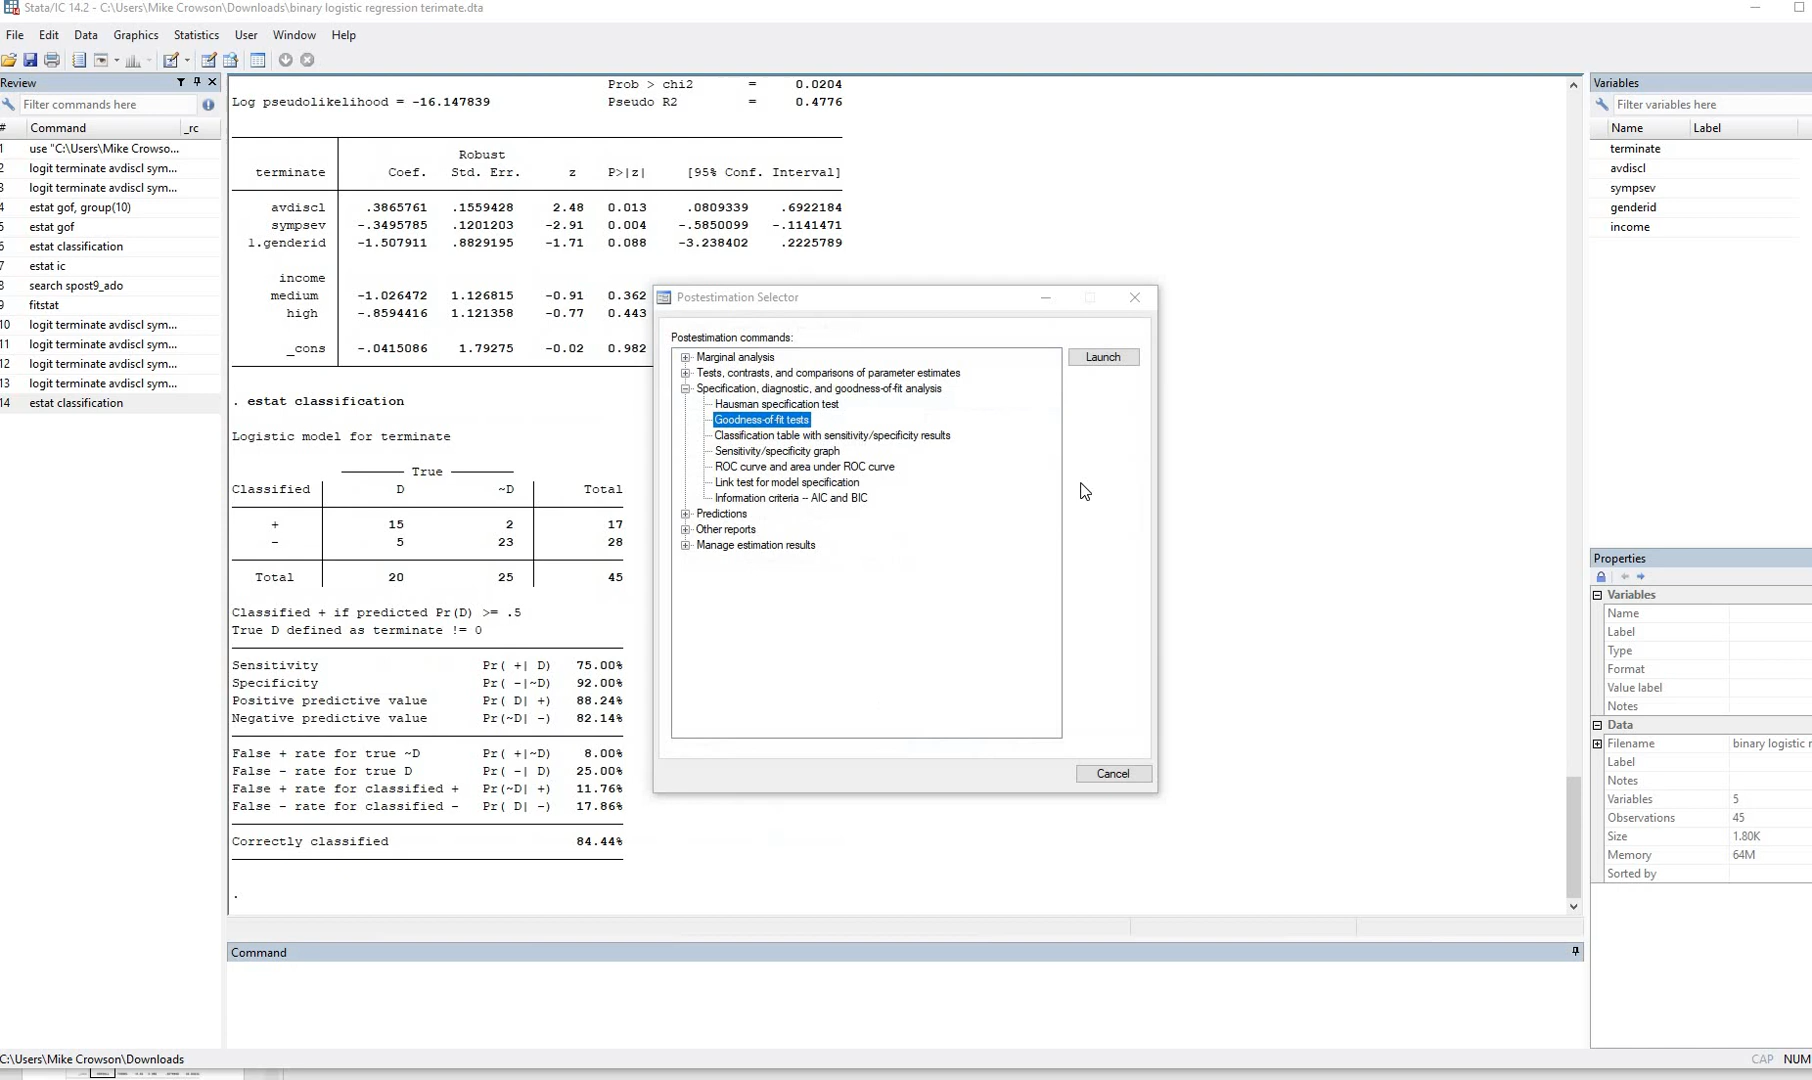 Stata/IC 14.2 - C:\Users\Mike Crowson\Downloads\binary logistic regression terimate.dta
File Edit Data Graphics Statistics User Window Help
Review
Filter commands here
# Command _rc
1 use "C:\Users\Mike Crowso...
2 logit terminate avdiscl sym...
3 logit terminate avdiscl sym...
4 estat gof, group(10)
5 estat gof
6 estat classification
7 estat ic
8 search spost9_ado
9 fitstat
10 logit terminate avdiscl sym...
11 logit terminate avdiscl sym...
12 logit terminate avdiscl sym...
13 logit terminate avdiscl sym...
14 estat classification
Prob > chi2 = 0.0204
Log pseudolikelihood = -16.147839 Pseudo R2 = 0.4776
Robust
terminate Coef. Std. Err. z P>|z| [95% Conf. Interval]
avdiscl .3865761 .1559428 2.48 0.013 .0809339 .6922184
sympsev -.3495785 .1201203 -2.91 0.004 -.5850099 -.1141471
1.genderid -1.507911 .8829195 -1.71 0.088 -3.238402 .2225789
income
medium -1.026472 1.126815 -0.91 0.362
high -.8594416 1.121358 -0.77 0.443
_cons -.0415086 1.79275 -0.02 0.982
. estat classification
Logistic model for terminate
True
Classified D ~D Total
+ 15 2 17
- 5 23 28
Total 20 25 45
Classified + if predicted Pr(D) >= .5
True D defined as terminate != 0
Sensitivity Pr( +| D) 75.00%
Specificity Pr( -|~D) 92.00%
Positive predictive value Pr( D| +) 88.24%
Negative predictive value Pr(~D| -) 82.14%
False + rate for true ~D Pr( +|~D) 8.00%
False - rate for true D Pr( -| D) 25.00%
False + rate for classified + Pr(~D| +) 11.76%
False - rate for classified - Pr( D| -) 17.86%
Correctly classified 84.44%
.
Postestimation Selector
Postestimation commands:
Marginal analysis
Tests, contrasts, and comparisons of parameter estimates
Specification, diagnostic, and goodness-of-fit analysis
Hausman specification test
Goodness-of-fit tests
Classification table with sensitivity/specificity results
Sensitivity/specificity graph
ROC curve and area under ROC curve
Link test for model specification
Information criteria -- AIC and BIC
Predictions
Other reports
Manage estimation results
Launch
Cancel
Command
Variables
Filter variables here
Name Label
terminate
avdiscl
sympsev
genderid
income
Properties
Variables
Name
Label
Type
Format
Value label
Notes
Data
Filename binary logistic r
Label
Notes
Variables 5
Observations 45
Size 1.80K
Memory 64M
Sorted by
C:\Users\Mike Crowson\Downloads
CAP NUM